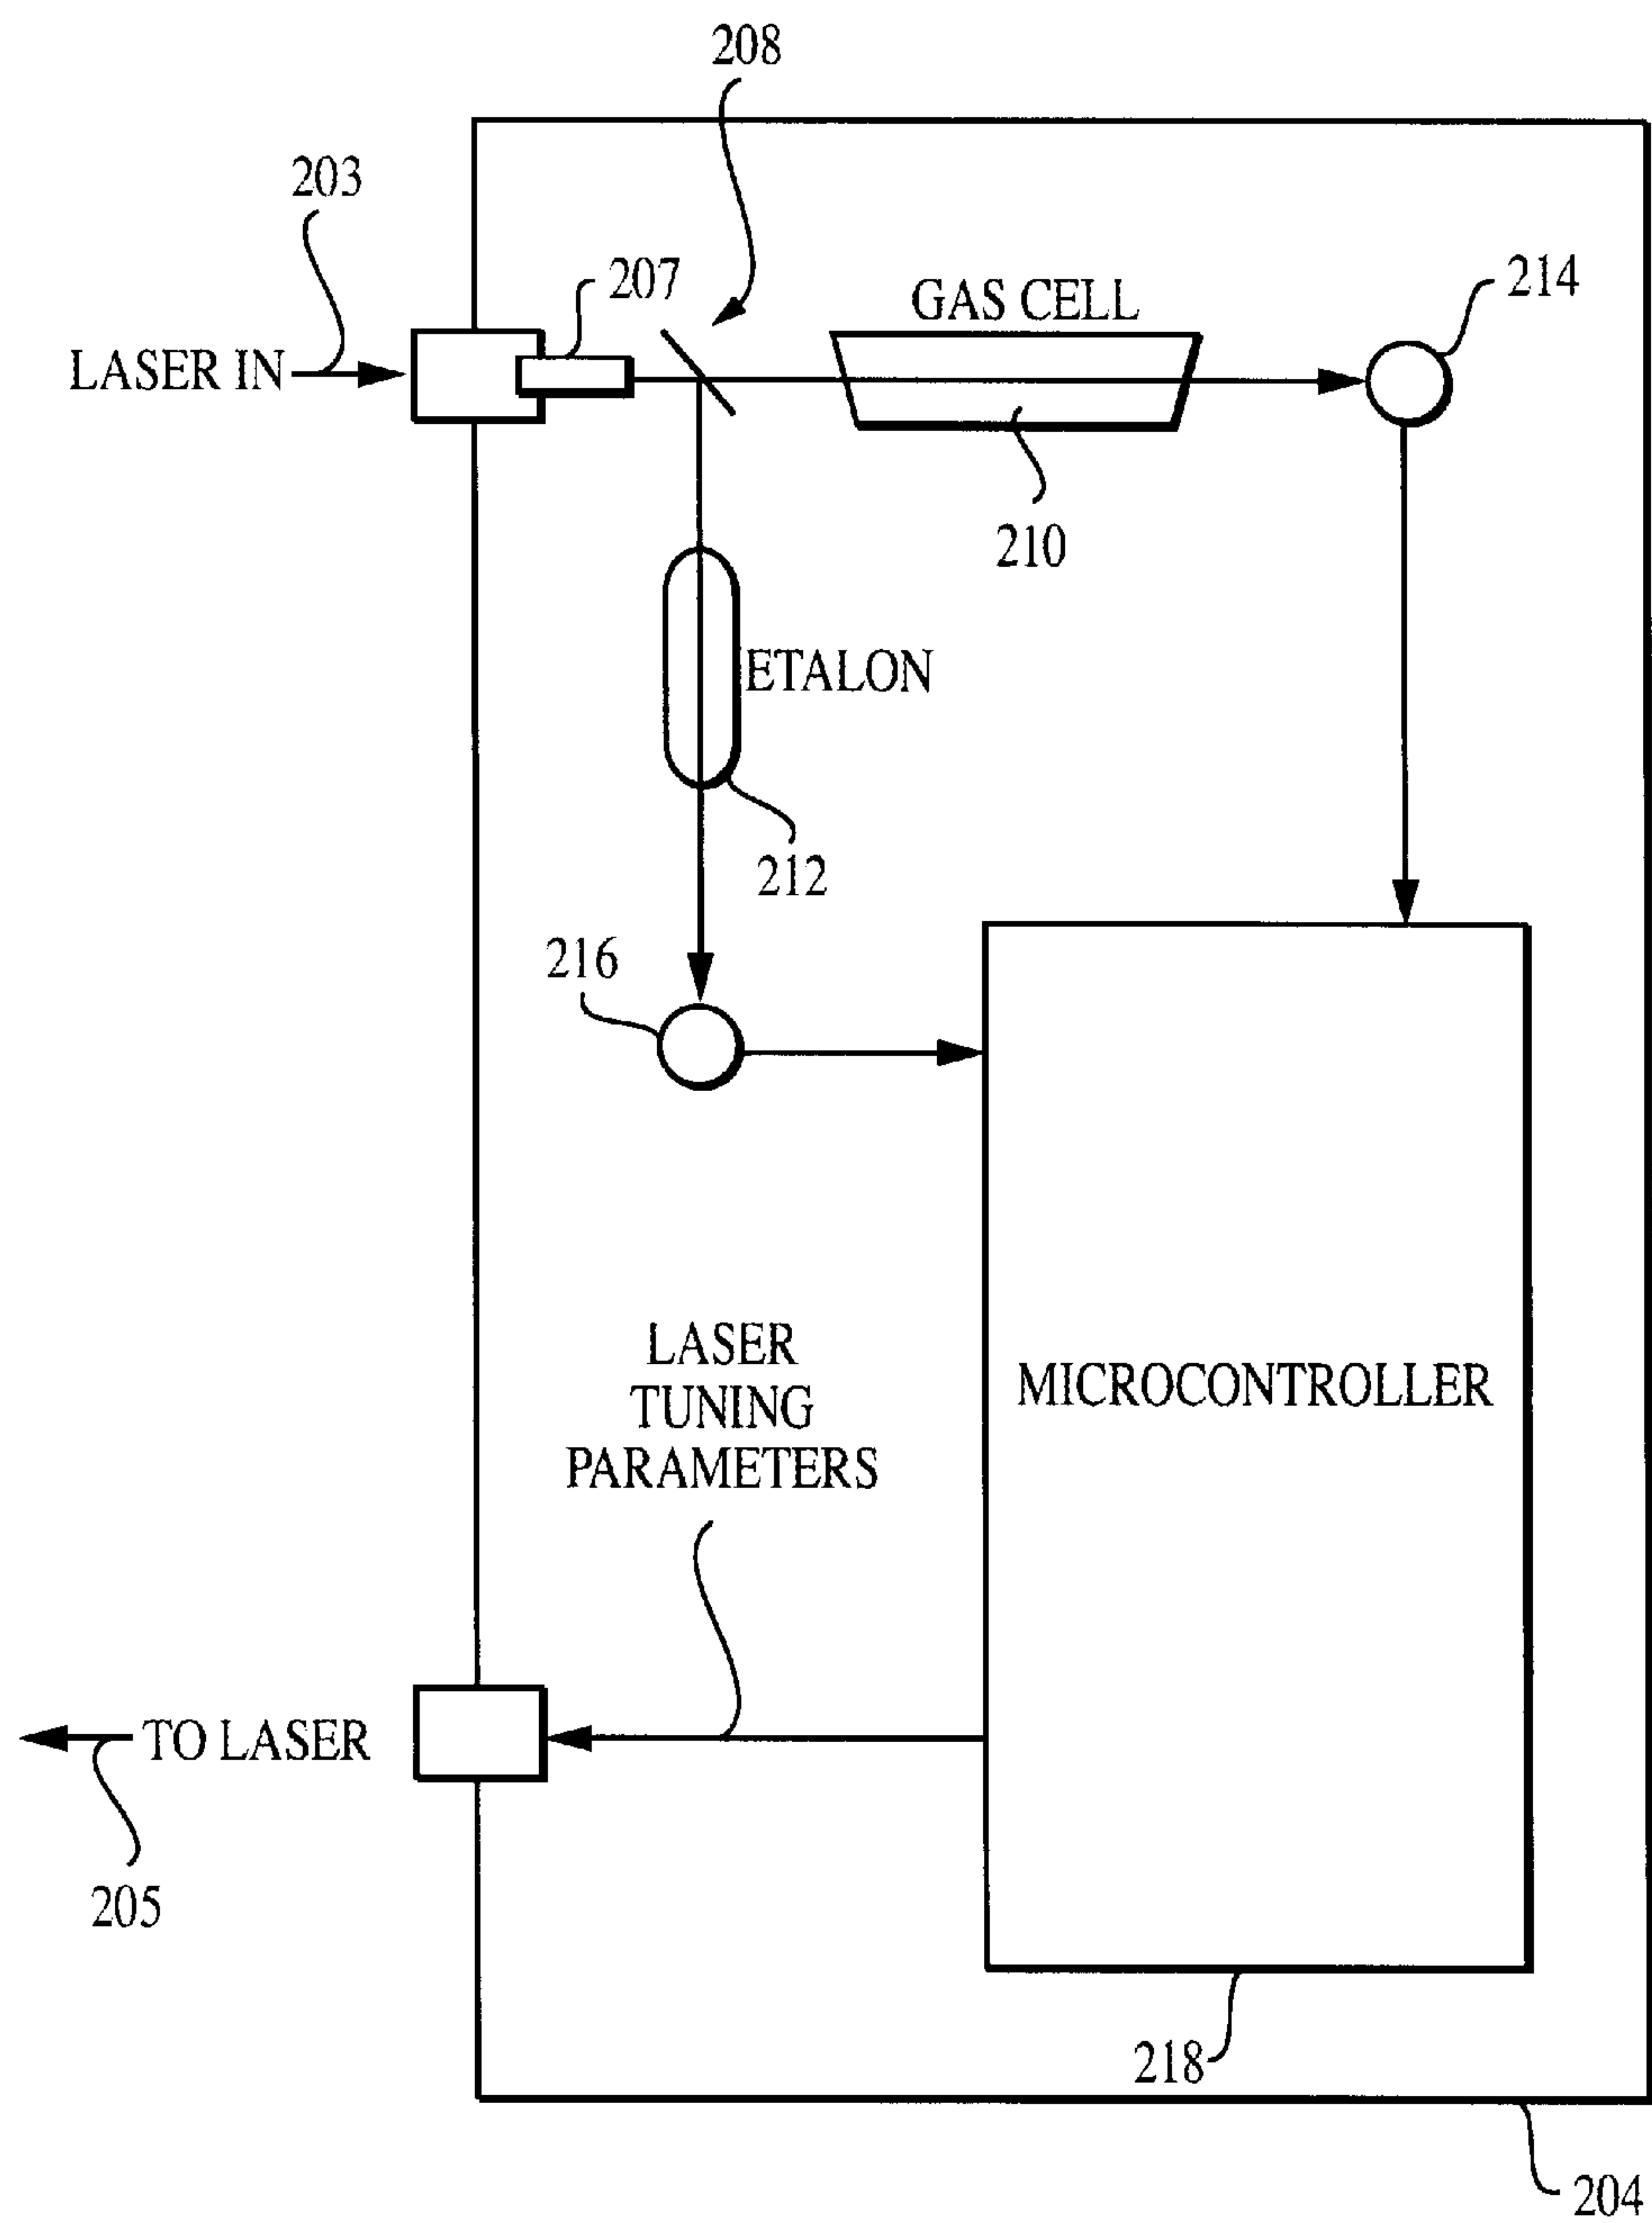 208
203
207
GAS CELL
214
LASER IN
210
ETALON
212
216
LASER
TUNING
PARAMETERS
MICROCONTROLLER
TO LASER
205
218
204